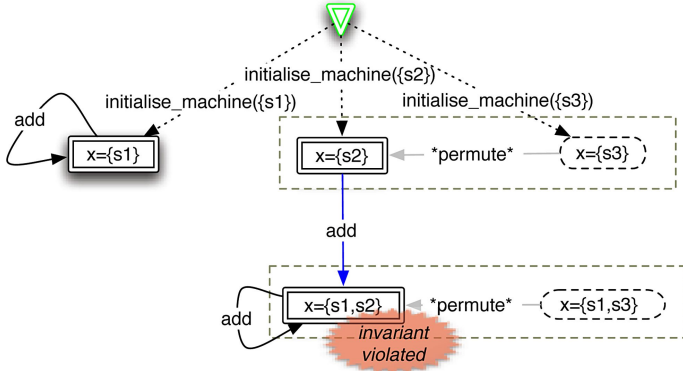 initialise_machine({s2})
initialise_machine({s1})
initialise_machine({s3})
add
x={s1}
x={s2}
*permute*
x={s3}
add
x={s1,s2}
*permute*
x={s1,s3}
add
invariant
violated